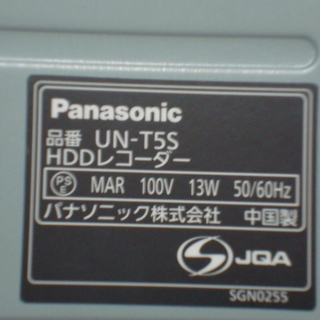 Panasonic
品番 UN-T5S
HDDレコーダー
PS E MAR 100V 13W 50/60Hz
パナソニック株式会社 中国製
S JQA
SGN0255